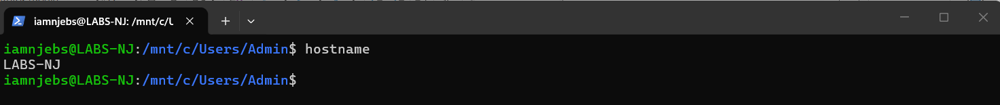 iamnjebs@LABS-NJ: /mnt/c/U
iamnjebs@LABS-NJ:/mnt/c/Users/Admin$ hostname
LABS-NJ
iamnjebs@LABS-NJ:/mnt/c/Users/Admin$